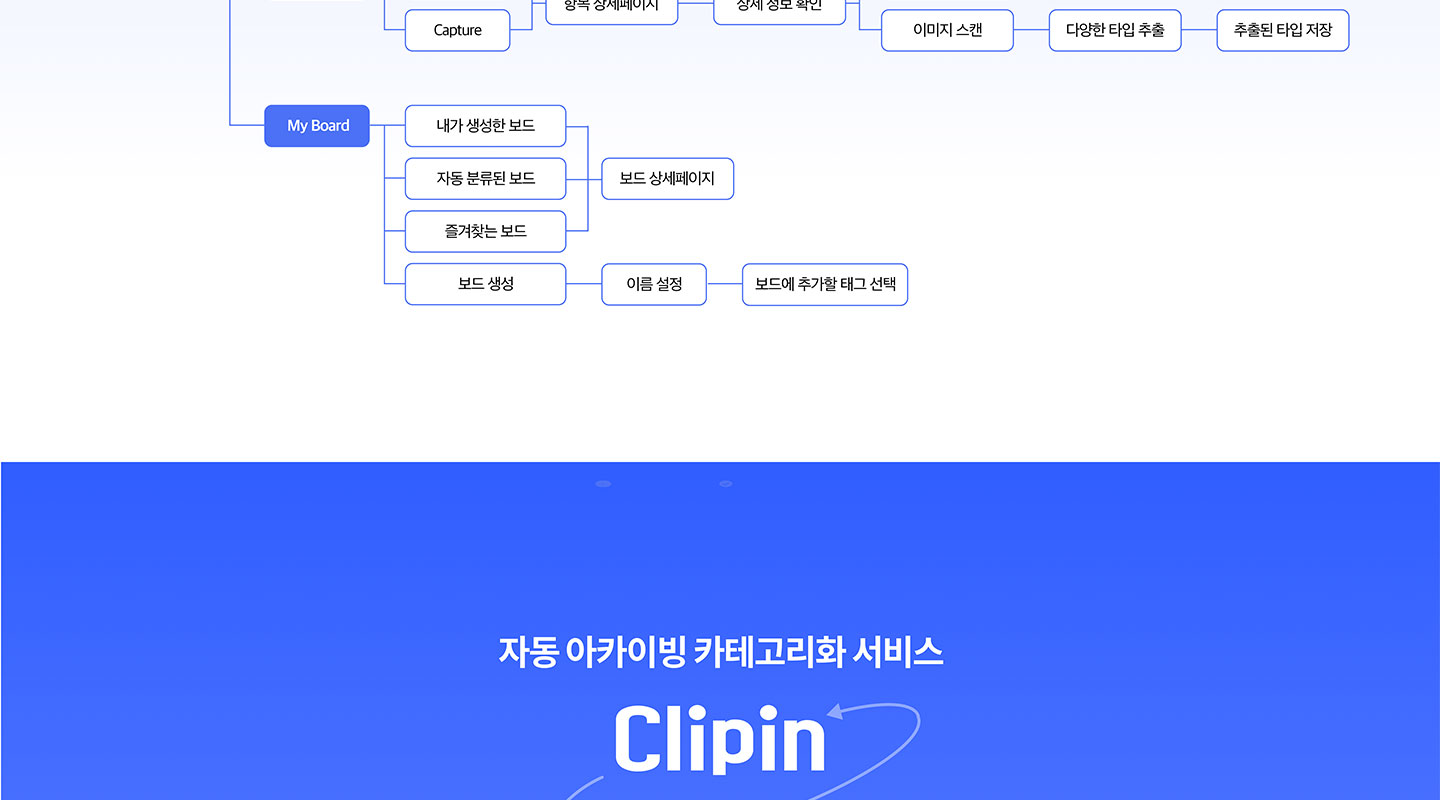 항목 상세페이지
상세 정보 확인
Capture
이미지 스캔
다양한 타입 추출
추출된 타입 저장
My Board
내가 생성한 보드
자동 분류된 보드
보드 상세페이지
즐겨찾는 보드
보드 생성
이름 설정
보드에 추가할 태그 선택
자동 아카이빙 카테고리화 서비스
Clipin